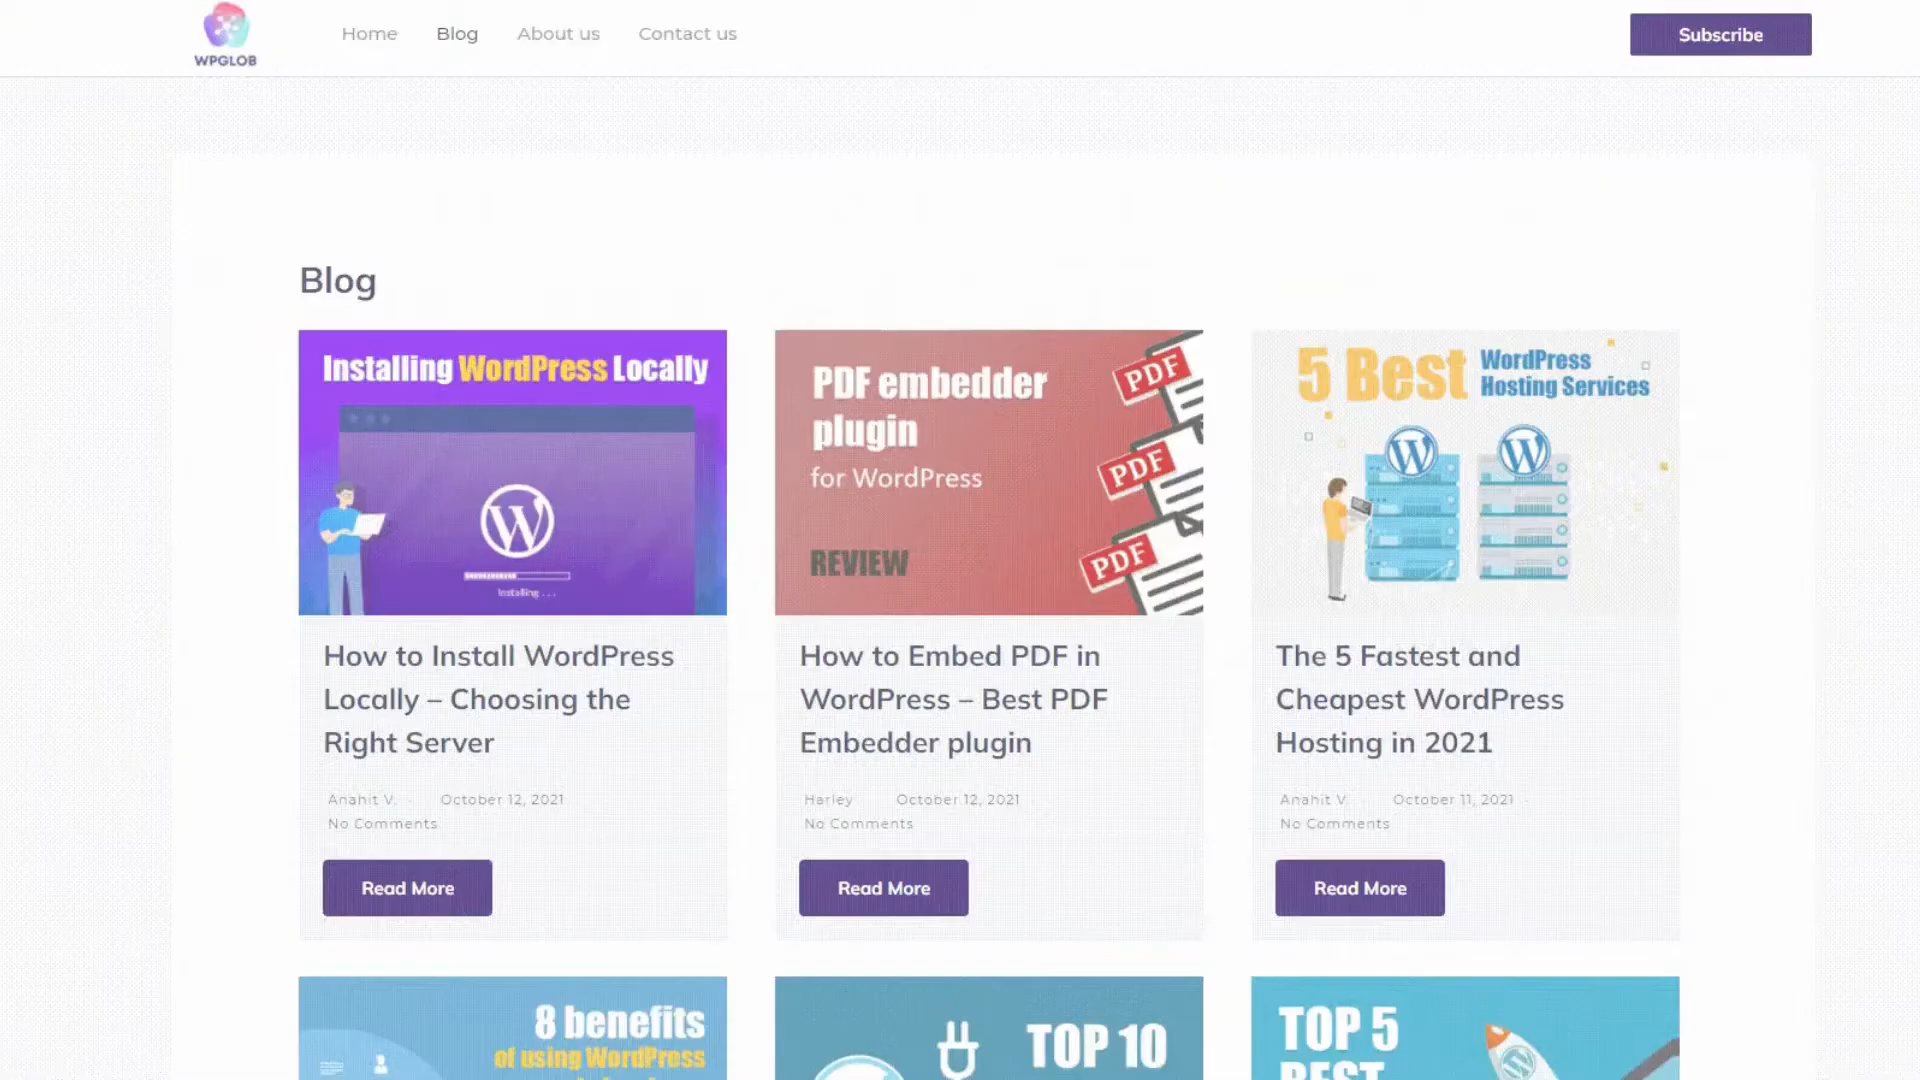 WPGLOB
Home
Blog
About us
Contact us
Subscribe
Blog
Installing WordPress Locally
Installing . . .
How to Install WordPress
Locally – Choosing the
Right Server
Anahit V. · October 12, 2021
No Comments
Read More
PDF embedder
plugin
for WordPress
REVIEW
PDF
PDF
PDF
How to Embed PDF in
WordPress – Best PDF
Embedder plugin
Harley October 12, 2021 ·
No Comments
Read More
5 Best WordPress
Hosting Services
The 5 Fastest and
Cheapest WordPress
Hosting in 2021
Anahit V. October 11, 2021 ·
No Comments
Read More
8 benefits
of using WordPress
TOP 10
TOP 5
BEST